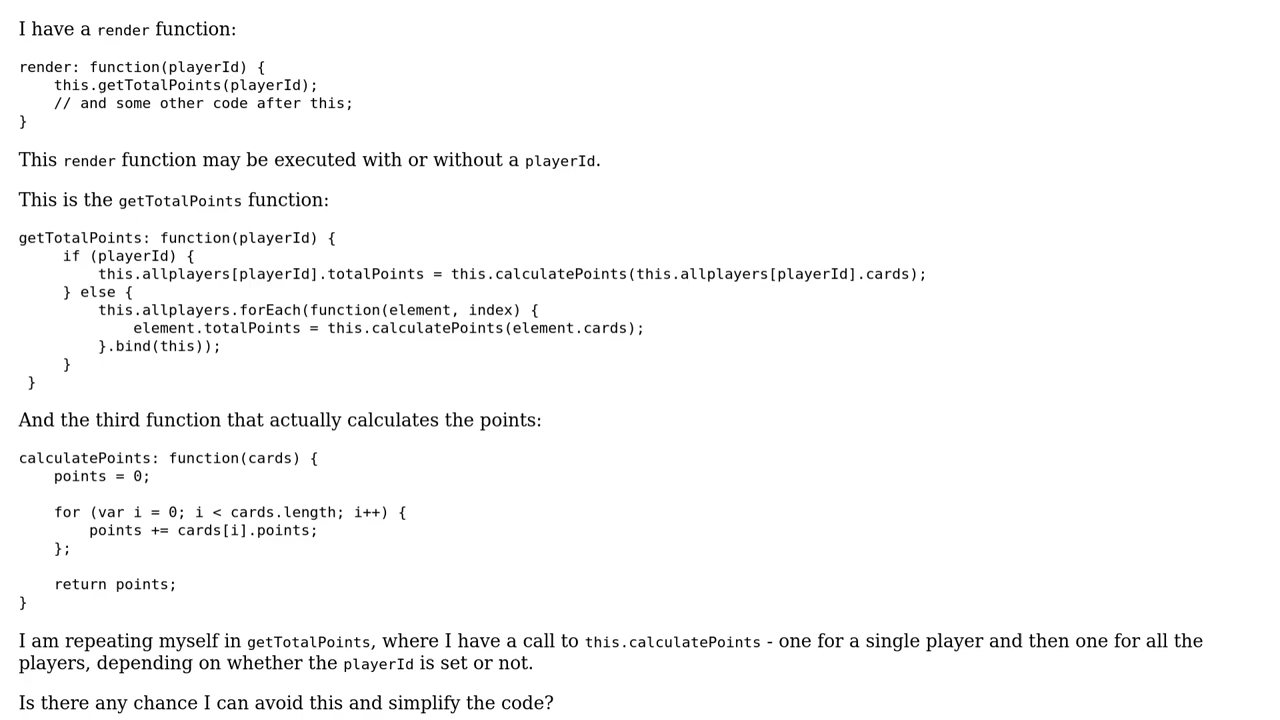 I have a render function:
render: function(playerId) {
    this.getTotalPoints(playerId);
    // and some other code after this;
}
This render function may be executed with or without a playerId.
This is the getTotalPoints function:
getTotalPoints: function(playerId) {
     if (playerId) {
         this.allplayers[playerId].totalPoints = this.calculatePoints(this.allplayers[playerId].cards);
     } else {
         this.allplayers.forEach(function(element, index) {
             element.totalPoints = this.calculatePoints(element.cards);
         }.bind(this));
     }
 }
And the third function that actually calculates the points:
calculatePoints: function(cards) {
    points = 0;
    for (var i = 0; i < cards.length; i++) {
        points += cards[i].points;
    };
    return points;
}
I am repeating myself in getTotalPoints, where I have a call to this.calculatePoints - one for a single player and then one for all the
players, depending on whether the playerId is set or not.
Is there any chance I can avoid this and simplify the code?